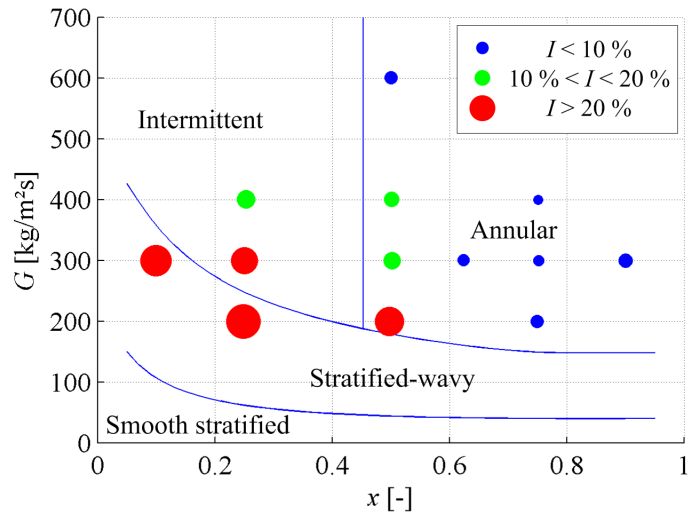 700
600
500
400
300
200
100
0
G [kg/m²s]
I < 10 %
10 % < I < 20 %
I > 20 %
Intermittent
Annular
Stratified-wavy
Smooth stratified
0 0.2 0.4 0.6 0.8 1
x [-]